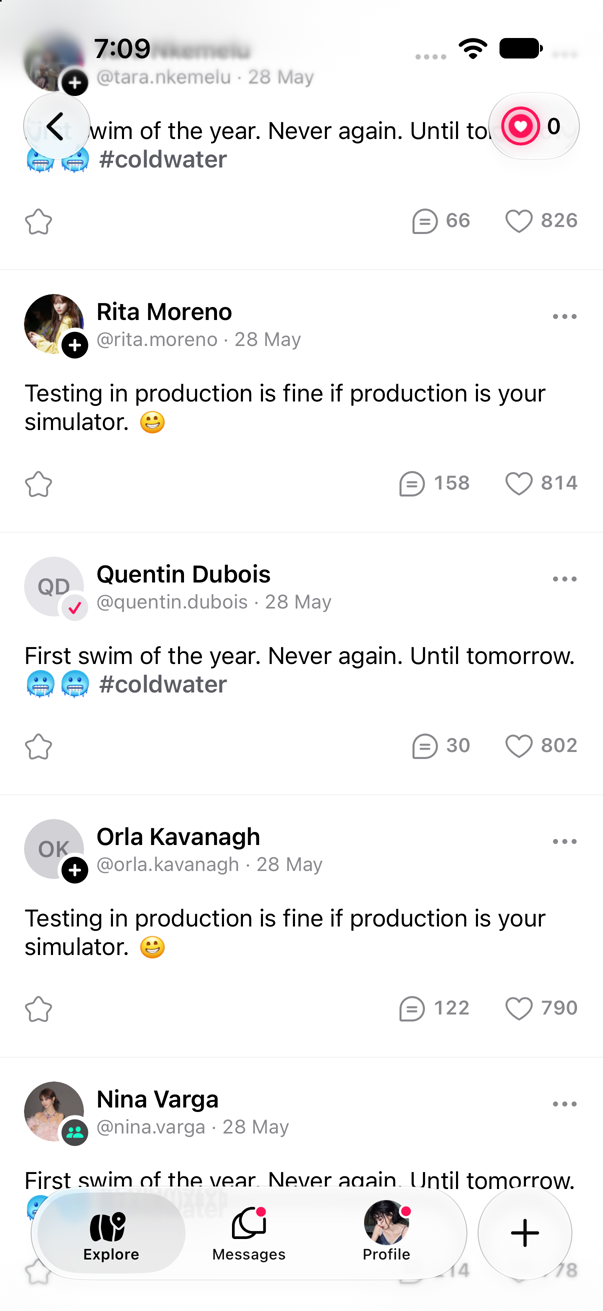 7:09
@tara.nkemelu · 28 May
swim of the year. Never again. Until
0
#coldwater
66
826
Rita Moreno
@rita.moreno · 28 May
Testing in production is fine if production is your
simulator. 😀
158
814
QD
Quentin Dubois
@quentin.dubois · 28 May
First swim of the year. Never again. Until tomorrow.
🥶🥶 #coldwater
30
802
OK
Orla Kavanagh
@orla.kavanagh · 28 May
Testing in production is fine if production is your
simulator. 😀
122
790
Nina Varga
@nina.varga · 28 May
First swim of the year. Never again. Until tomorrow.
Explore
Messages
Profile